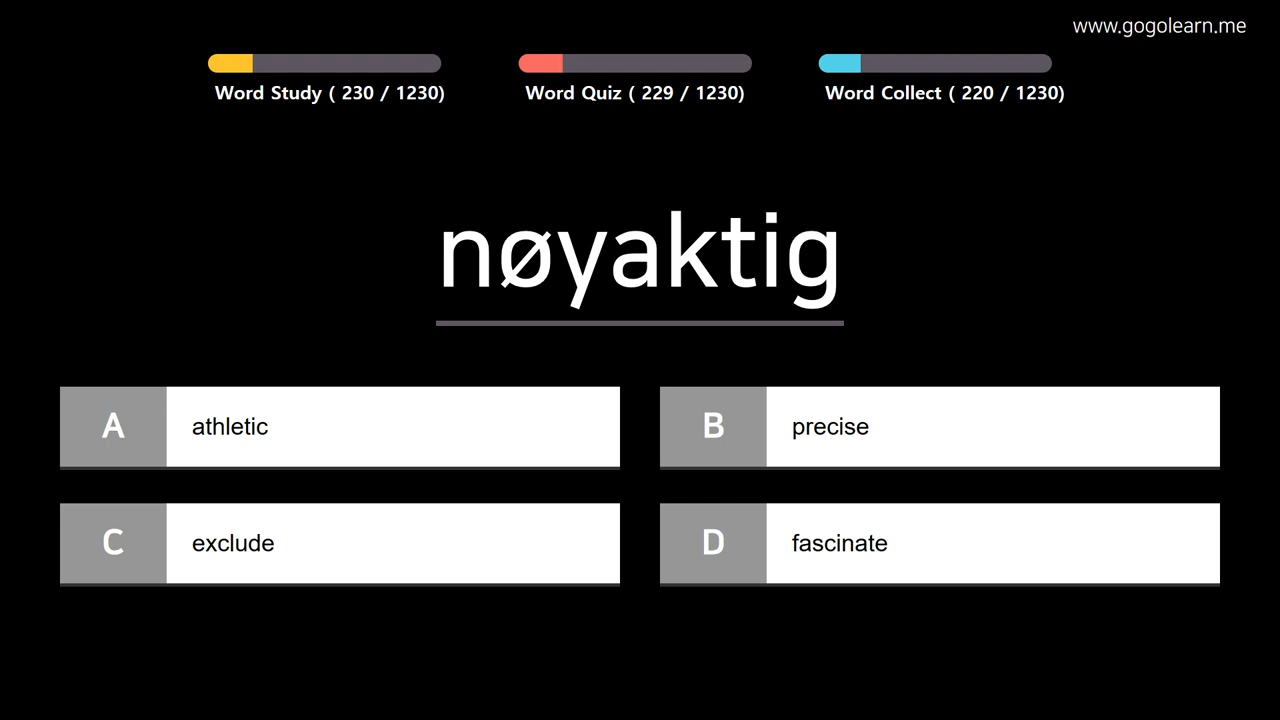 www.gogolearn.me
Word Study ( 230 / 1230)
Word Quiz ( 229 / 1230)
Word Collect ( 220 / 1230)
nøyaktig
A athletic
B precise
C exclude
D fascinate